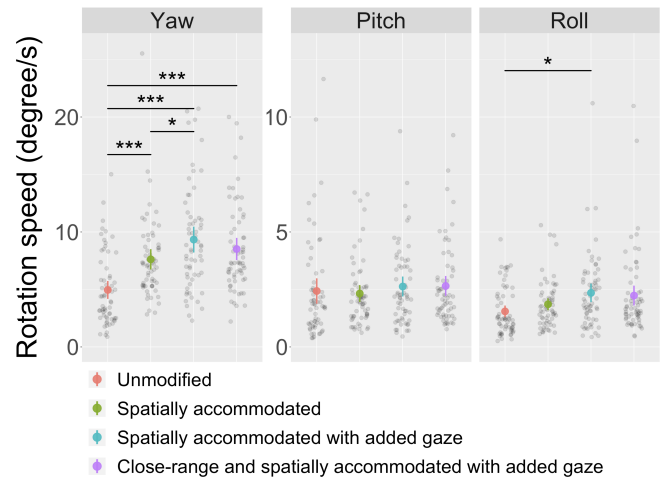 Yaw Pitch Roll
Rotation speed (degree/s)
*** *
***
20 *** * 10
***
10 5
0 0
Unmodified
Spatially accommodated
Spatially accommodated with added gaze
Close-range and spatially accommodated with added gaze